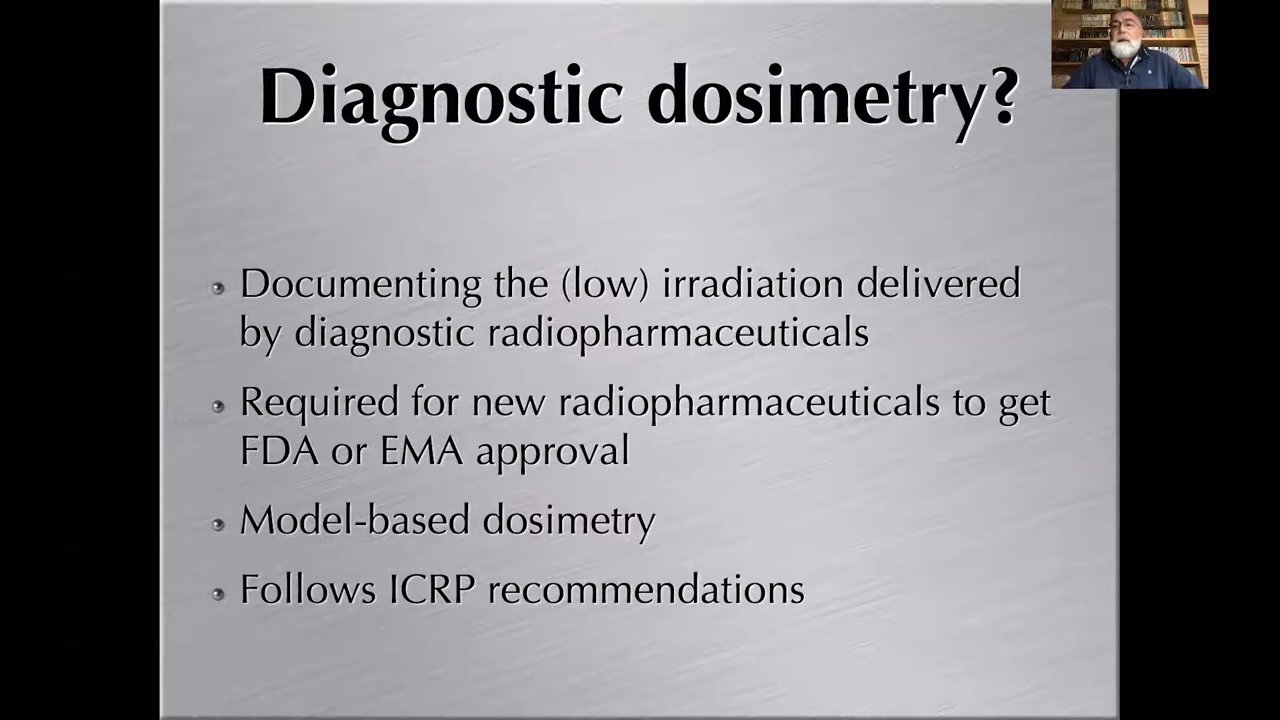 Diagnostic dosimetry?
Documenting the (low) irradiation delivered
by diagnostic radiopharmaceuticals
Required for new radiopharmaceuticals to get
FDA or EMA approval
Model-based dosimetry
Follows ICRP recommendations